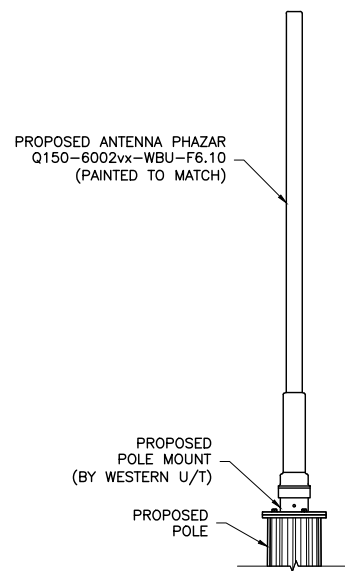 PROPOSED ANTENNA PHAZAR
Q150-6002vx-WBU-F6.10
(PAINTED TO MATCH)
PROPOSED
POLE MOUNT
(BY WESTERN U/T)
PROPOSED
POLE